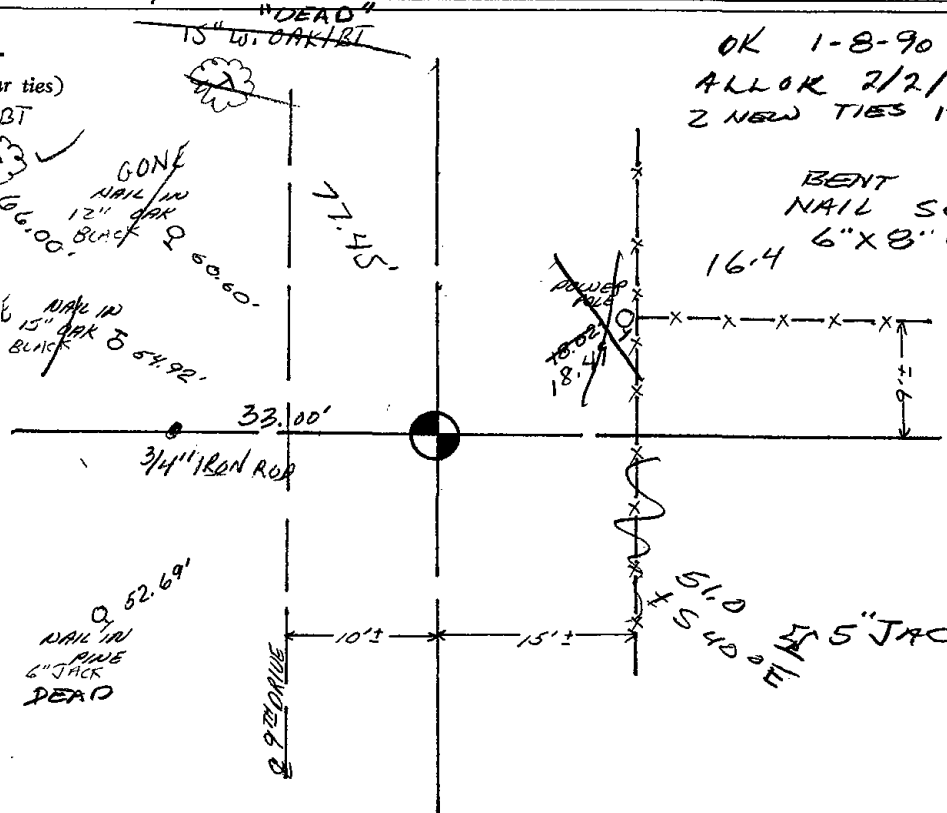 "DEAD"
15" W. OAK/BT
OK 1-8-90
ALL OK 2/2/
2 NEW TIES 1
r ties)
BT
66.00
GONE
NAIL IN
12" OAK
BLACK
60.60'
77.45'
BENT
NAIL
6"X8"
16.4
POWER
POLE
18.02'
18.41
NAIL IN
15" OAK
BLACK
64.92'
9'±
33.00'
3/4" IRON ROD
52.69'
NAIL IN
PINE
6" JACK
DEAD
10'±
15'±
51.0
S 40° E
5" JAC
9TH DRIVE